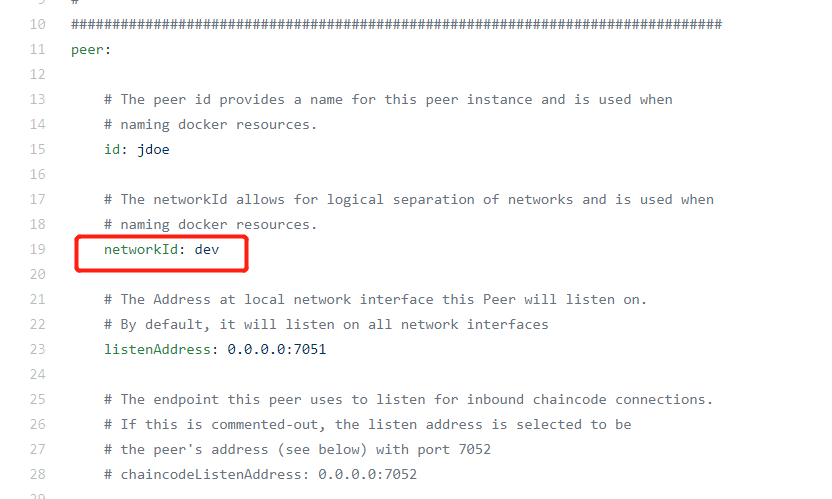 9 #
10 ###############################################################################
11 peer:
12
13 # The peer id provides a name for this peer instance and is used when
14 # naming docker resources.
15 id: jdoe
16
17 # The networkId allows for logical separation of networks and is used when
18 # naming docker resources.
19 networkId: dev
20
21 # The Address at local network interface this Peer will listen on.
22 # By default, it will listen on all network interfaces
23 listenAddress: 0.0.0.0:7051
24
25 # The endpoint this peer uses to listen for inbound chaincode connections.
26 # If this is commented-out, the listen address is selected to be
27 # the peer's address (see below) with port 7052
28 # chaincodeListenAddress: 0.0.0.0:7052
29